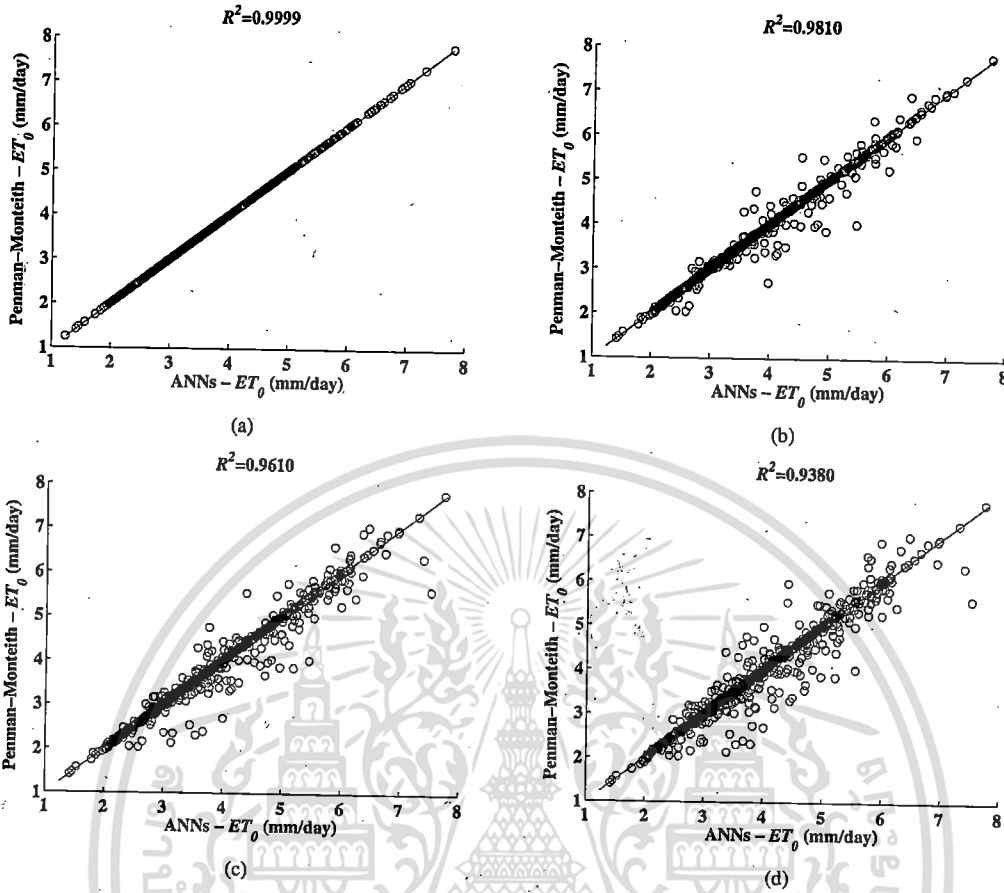 R²=0.9999
Penman–Monteith – ET₀ (mm/day)
8
7
6
5
4
3
2
1
1 2 3 4 5 6 7 8
ANNs – ET₀ (mm/day)
(a)
R²=0.9810
Penman–Monteith – ET₀ (mm/day)
8
7
6
5
4
3
2
1
1 2 3 4 5 6 7 8
ANNs – ET₀ (mm/day)
(b)
R²=0.9610
Penman–Monteith – ET₀ (mm/day)
8
7
6
5
4
3
2
1
1 2 3 4 5 6 7 8
ANNs – ET₀ (mm/day)
(c)
R²=0.9380
Penman–Monteith – ET₀ (mm/day)
8
7
6
5
4
3
2
1
1 2 3 4 5 6 7 8
ANNs – ET₀ (mm/day)
(d)